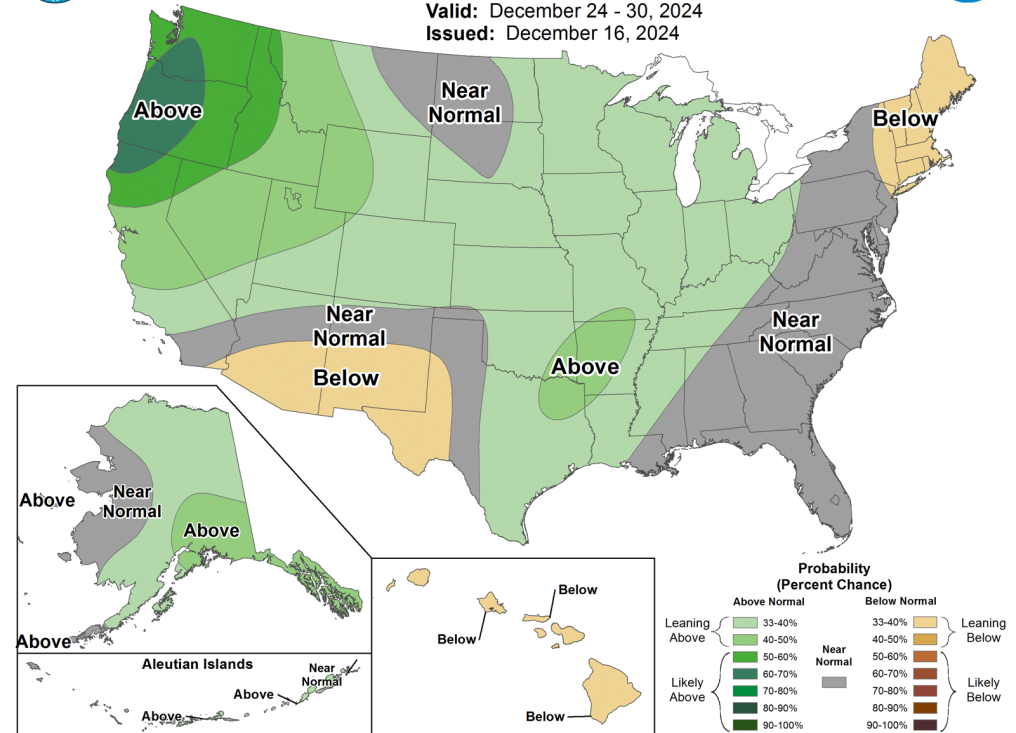 Valid: December 24 - 30, 2024
Issued: December 16, 2024
Above
Near
Normal
Below
Near
Normal
Near
Normal
Below
Above
Above
Near
Normal
Above
Above
Aleutian Islands
Near
Normal
Above
Above
Below
Below
Below
Probability
(Percent Chance)
Above Normal
Below Normal
Leaning
Above
33-40%
40-50%
Likely
Above
50-60%
60-70%
70-80%
80-90%
90-100%
Near
Normal
33-40%
40-50%
Leaning
Below
50-60%
60-70%
70-80%
80-90%
90-100%
Likely
Below